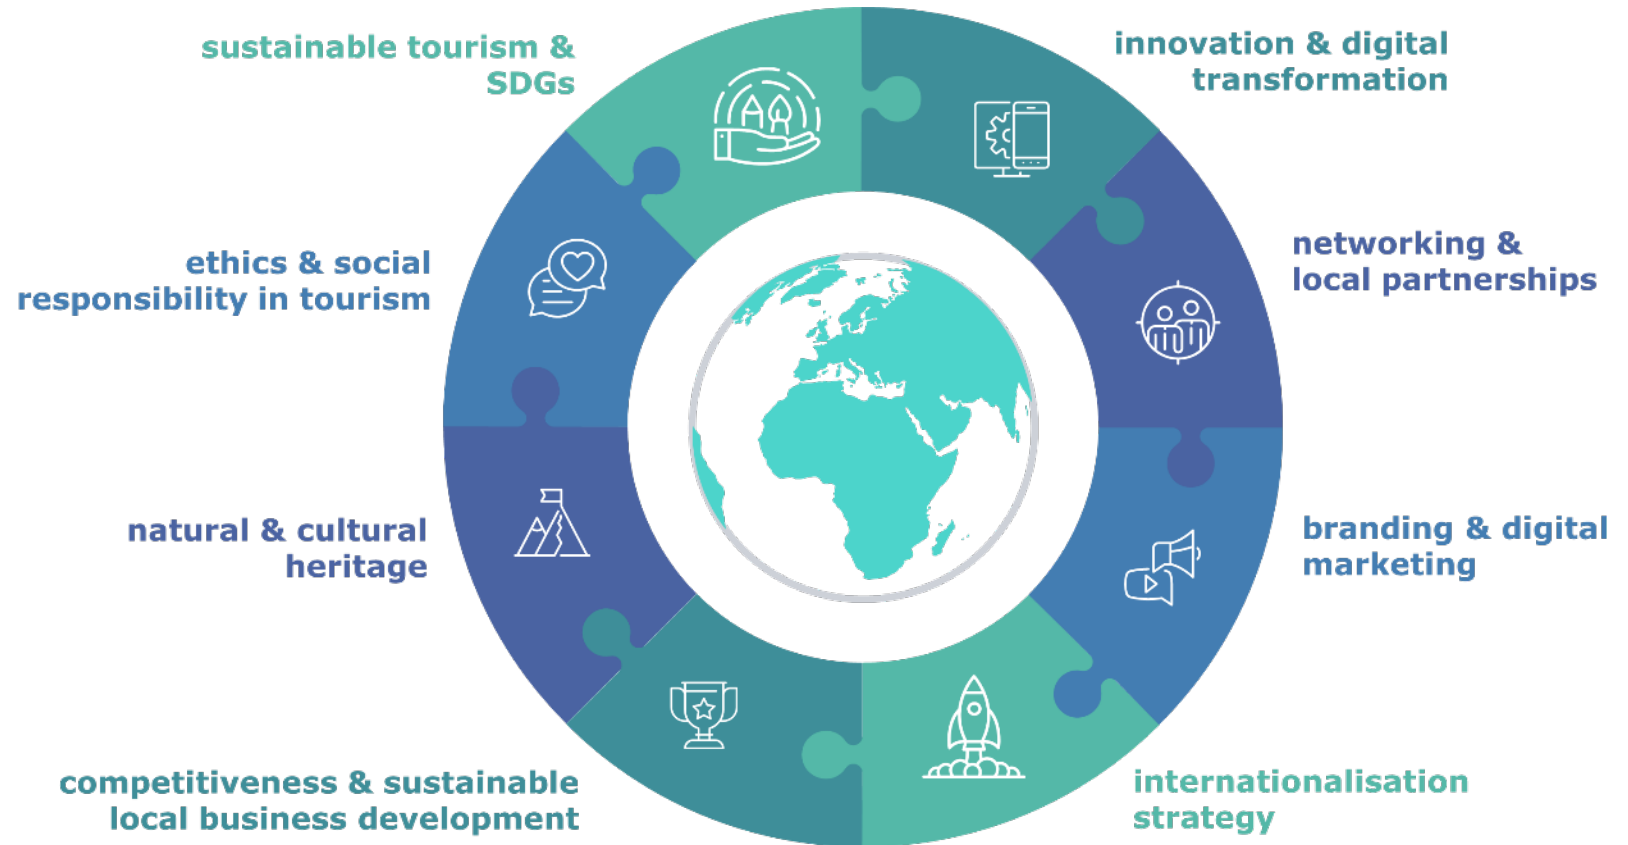 sustainable tourism &
SDGs
innovation & digital
transformation
ethics & social
responsibility in tourism
networking &
local partnerships
natural & cultural
heritage
branding & digital
marketing
competitiveness & sustainable
local business development
internationalisation
strategy